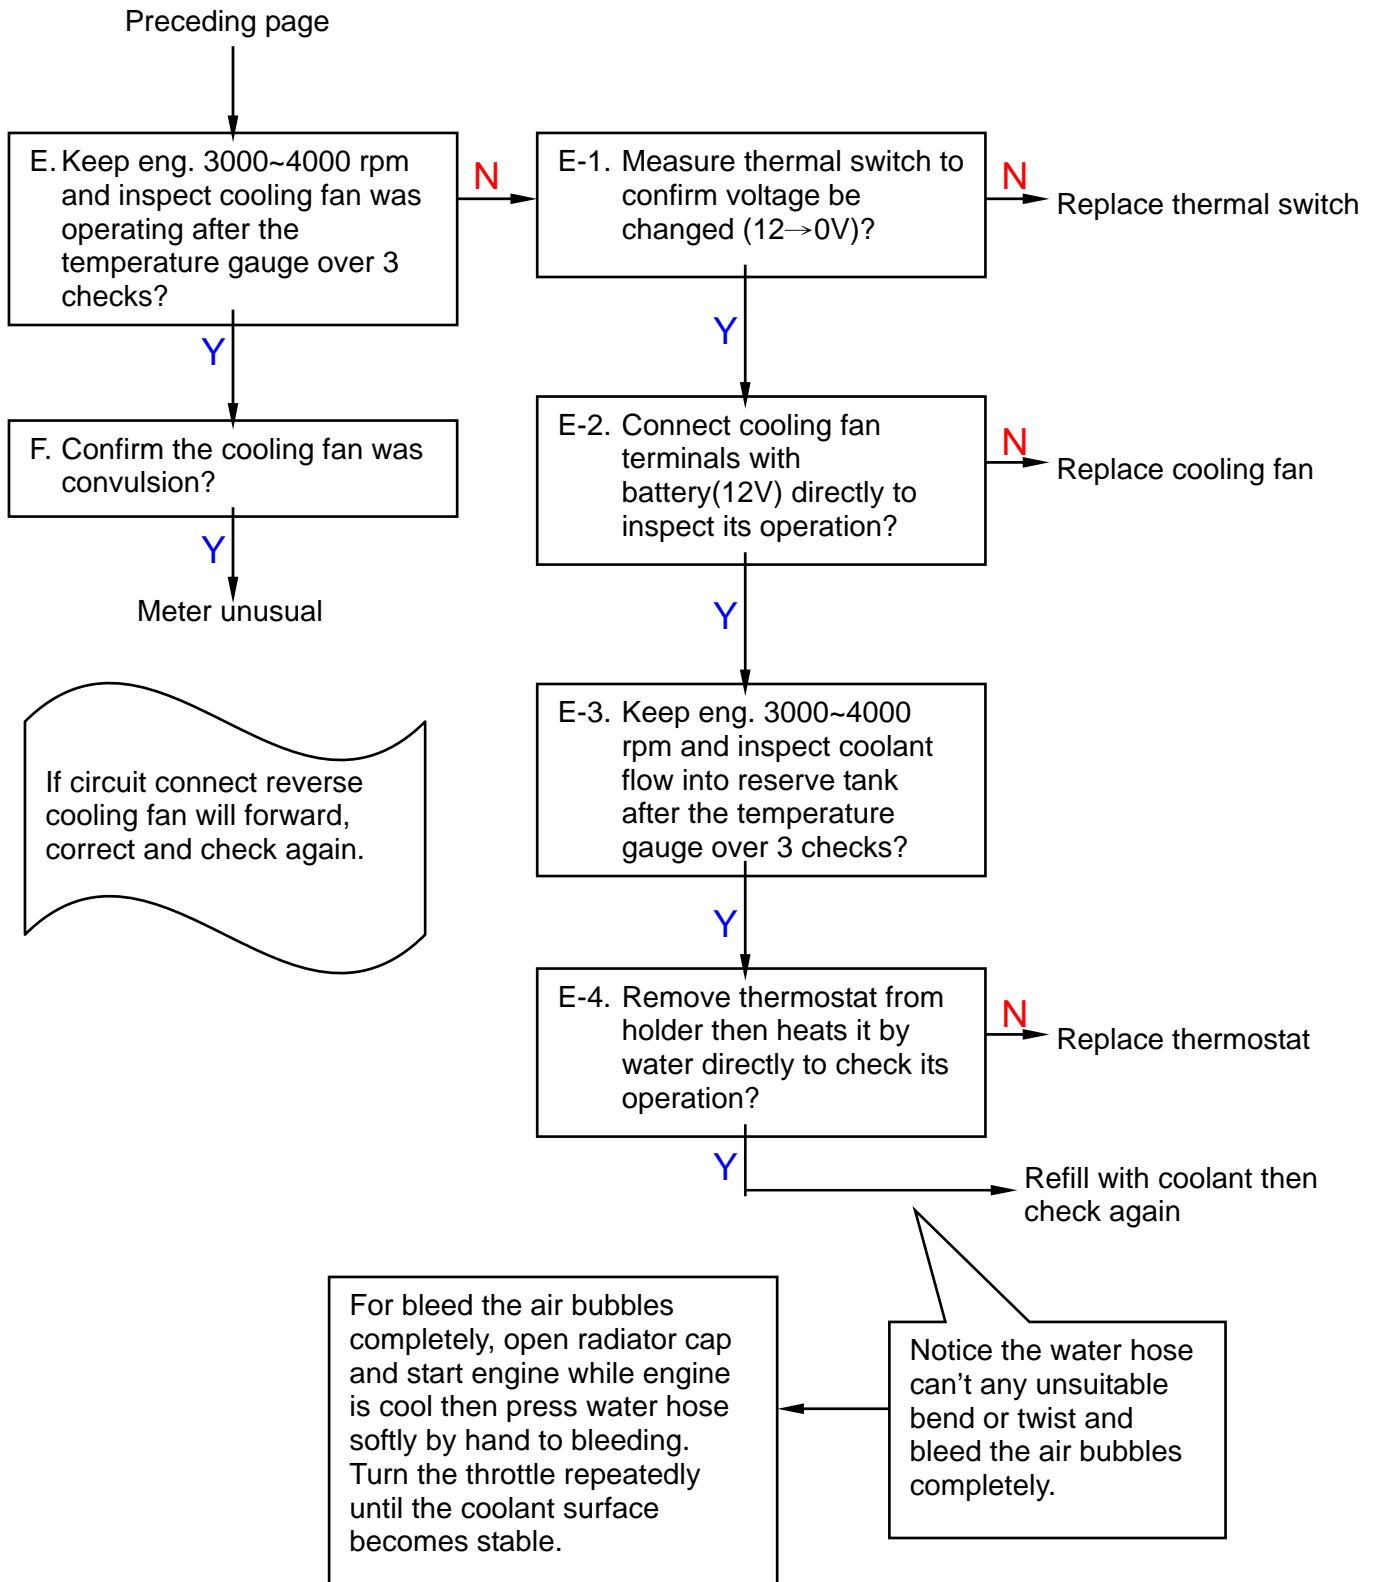 Preceding page
E. Keep eng. 3000~4000 rpm
and inspect cooling fan was
operating after the
temperature gauge over 3
checks?
N
E-1. Measure thermal switch to
confirm voltage be
changed (12→0V)?
N
Replace thermal switch
Y
Y
F. Confirm the cooling fan was
convulsion?
Y
Meter unusual
E-2. Connect cooling fan
terminals with
battery(12V) directly to
inspect its operation?
N
Replace cooling fan
Y
If circuit connect reverse
cooling fan will forward,
correct and check again.
E-3. Keep eng. 3000~4000
rpm and inspect coolant
flow into reserve tank
after the temperature
gauge over 3 checks?
Y
E-4. Remove thermostat from
holder then heats it by
water directly to check its
operation?
N
Replace thermostat
Y
Refill with coolant then
check again
Notice the water hose
can't any unsuitable
bend or twist and
bleed the air bubbles
completely.
For bleed the air bubbles
completely, open radiator cap
and start engine while engine
is cool then press water hose
softly by hand to bleeding.
Turn the throttle repeatedly
until the coolant surface
becomes stable.